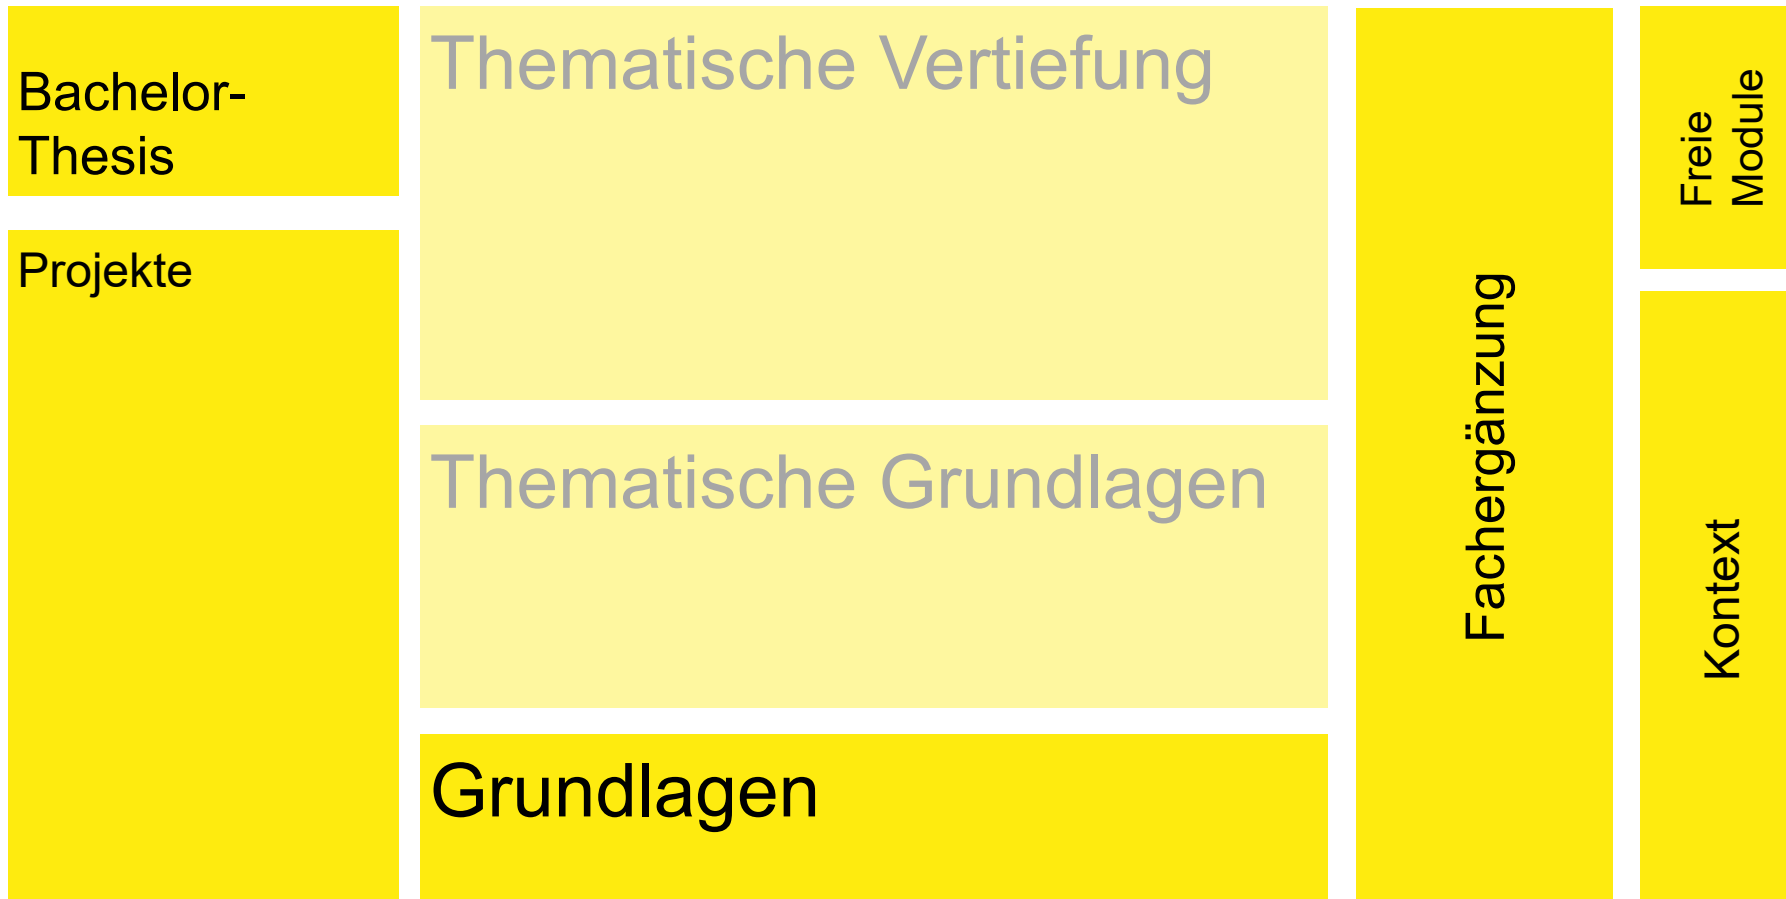 Bachelor-
Thesis
Projekte
Thematische Vertiefung
Thematische Grundlagen
Grundlagen
Fachergänzung
Freie
Module
Kontext